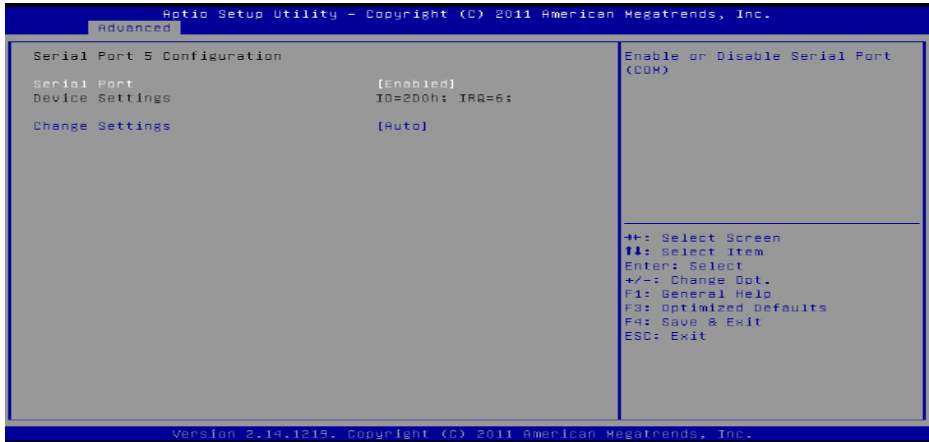 Aptio Setup Utility – Copyright (C) 2011 American Megatrends, Inc.
Advanced
Serial Port 5 Configuration
Serial Port [Enabled]
Device Settings IO=2D0h; IRQ=6;
Change Settings [Auto]
Enable or Disable Serial Port
(COM)
→←: Select Screen
↑↓: Select Item
Enter: Select
+/-: Change Opt.
F1: General Help
F3: Optimized Defaults
F4: Save & Exit
ESC: Exit
Version 2.14.1219. Copyright (C) 2011 American Megatrends, Inc.